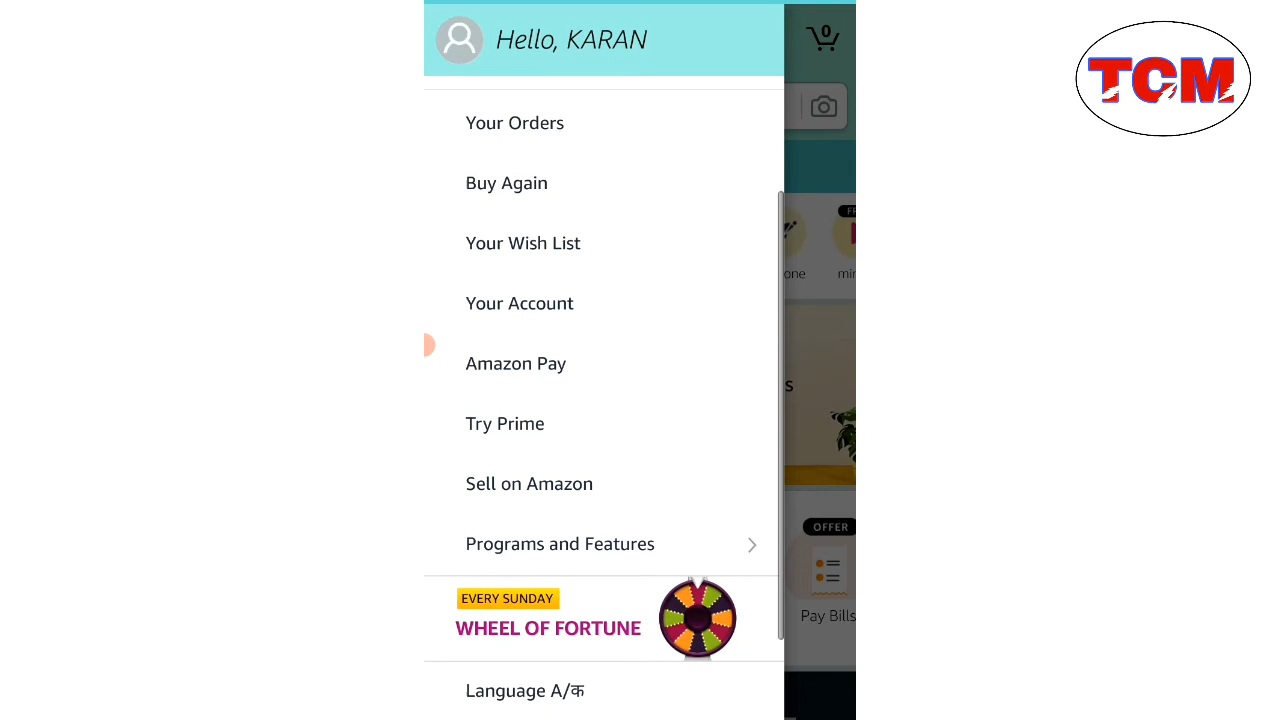 Hello, KARAN
0
TCM
Your Orders
Buy Again
Your Wish List
Your Account
Amazon Pay
Try Prime
Sell on Amazon
Programs and Features
EVERY SUNDAY
WHEEL OF FORTUNE
Language A/क
OFFER
Pay Bills